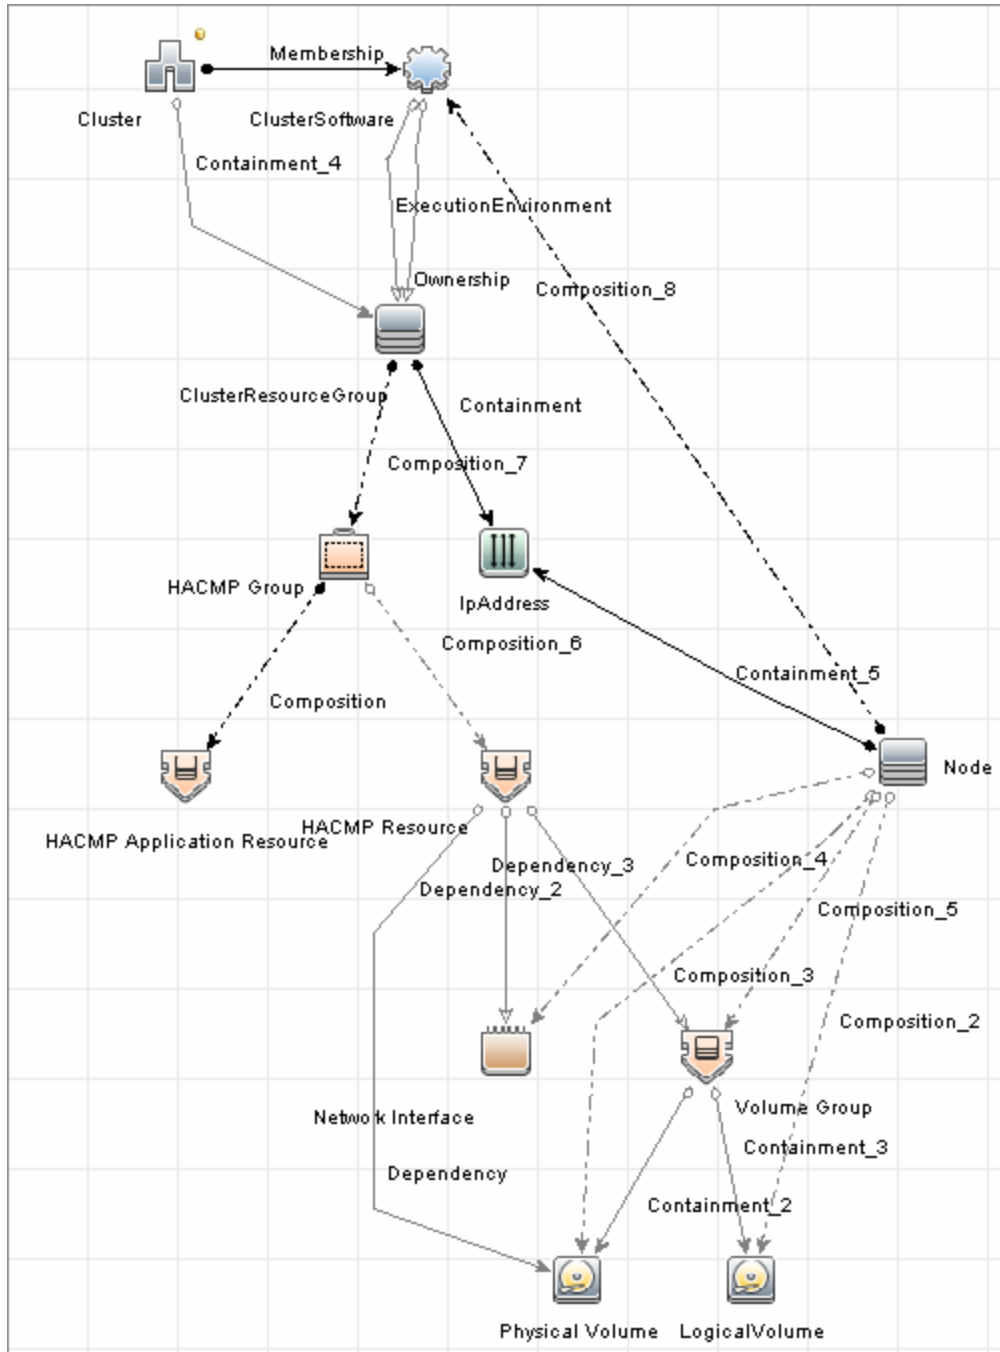 Membership
Cluster
ClusterSoftware
Containment_4
ExecutionEnvironment
Ownership
Composition_8
ClusterResourceGroup
Containment
Composition_7
HACMP Group
IpAddress
Composition_6
Containment_5
Composition
Node
HACMP Application Resource
HACMP Resource
Dependency_3
Composition_4
Dependency_2
Composition_5
Composition_3
Composition_2
Network Interface
Volume Group
Containment_3
Dependency
Containment_2
Physical Volume
LogicalVolume